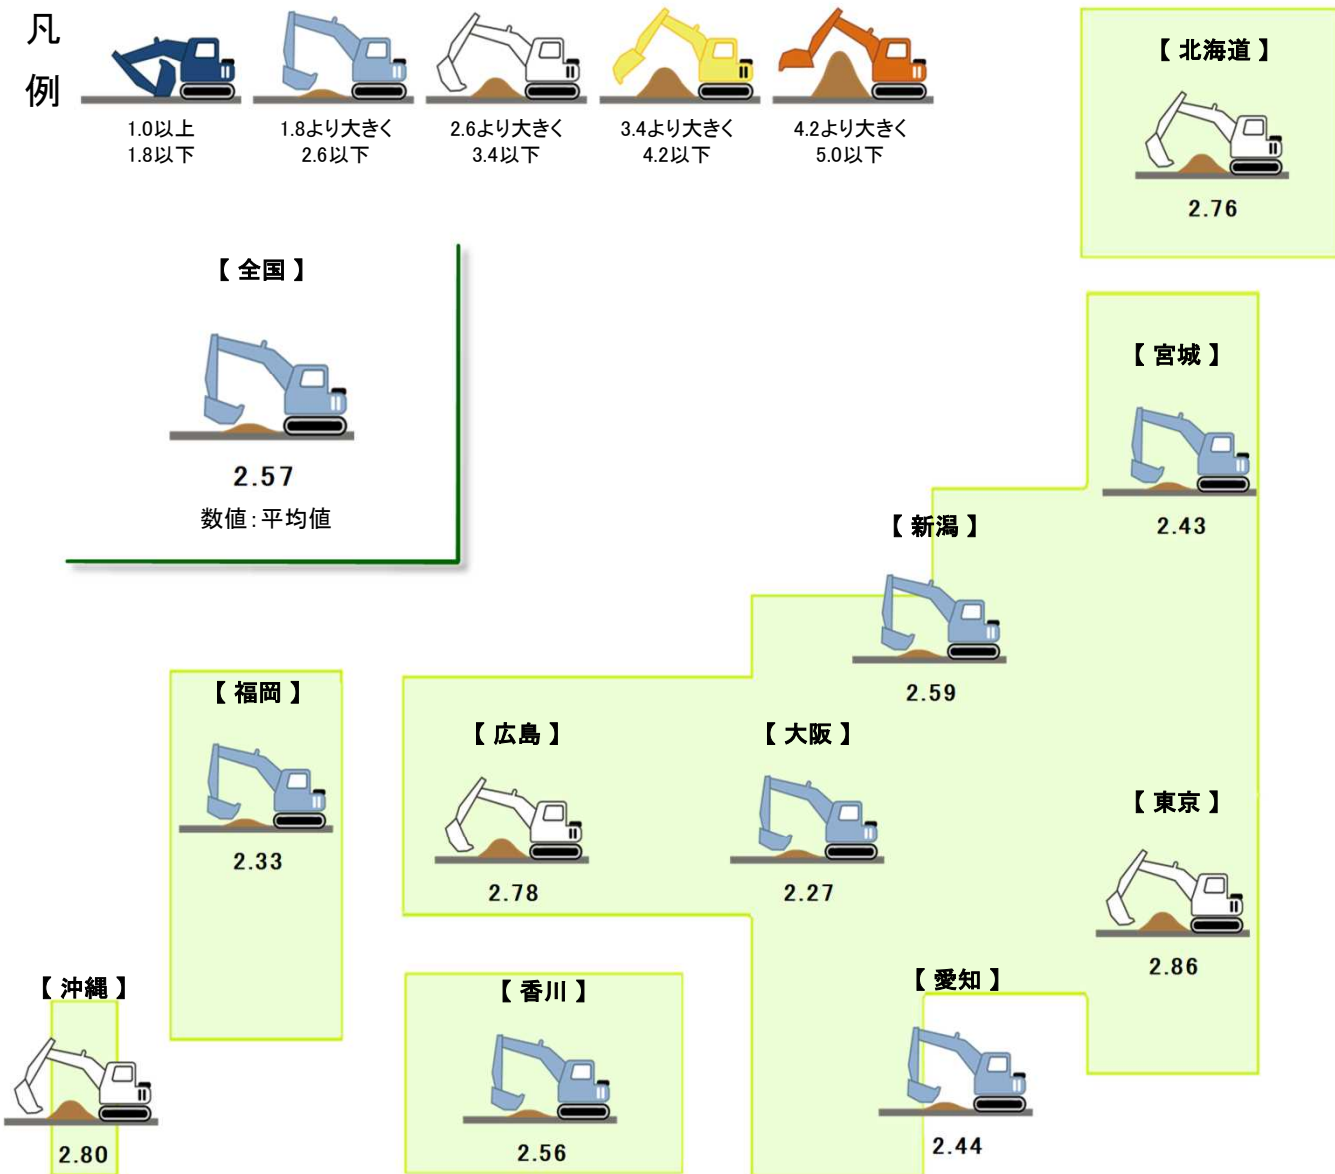 凡
例
1.0以上
1.8以下
1.8より大きく
2.6以下
2.6より大きく
3.4以下
3.4より大きく
4.2以下
4.2より大きく
5.0以下
【 北海道 】
2.76
【 全国 】
2.57
数値：平均値
【 宮城 】
2.43
【 新潟 】
2.59
【 福岡 】
2.33
【 広島 】
2.78
【 大阪 】
2.27
【 東京 】
2.86
【 沖縄 】
2.80
【 香川 】
2.56
【 愛知 】
2.44